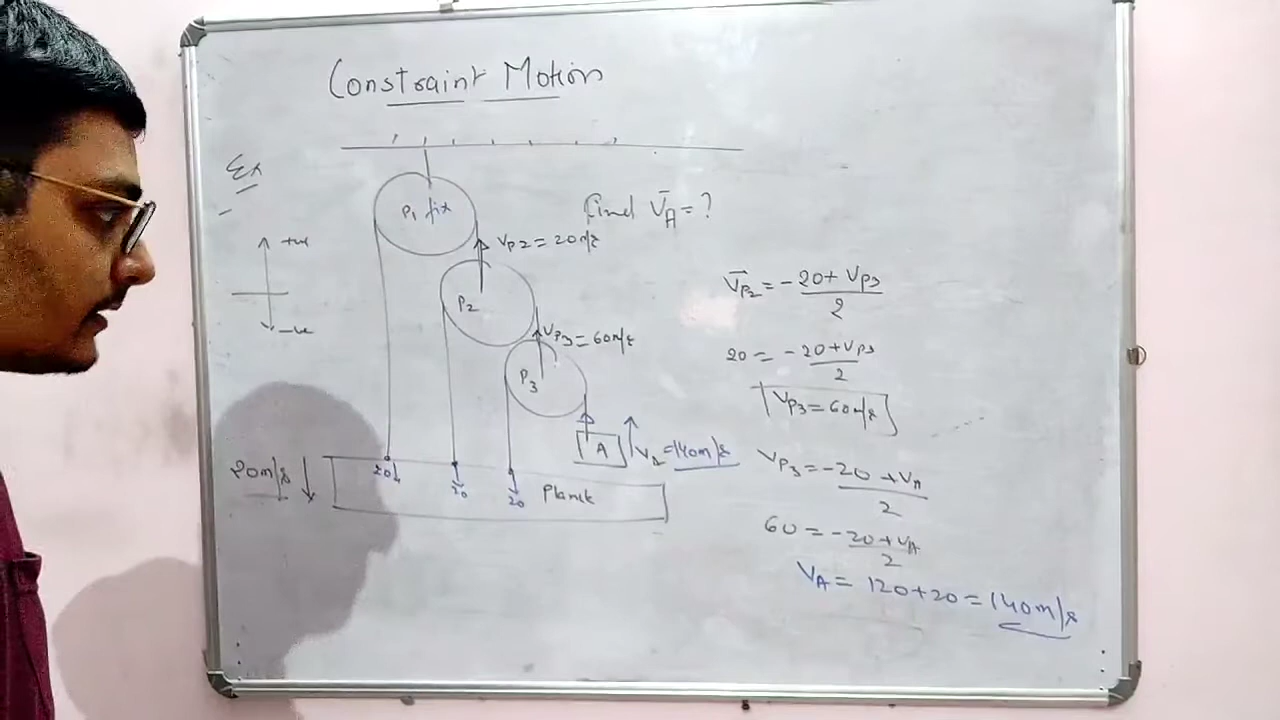 Constraint Motion
Ex
P1 fix
Find V̄A = ?
+ve
VP2 = 20m/s
-ve
P2
VP3 = 60m/s
P3
A
VA = 140m/s
20m/s ↓
20↓
20
20
Plank
V̄P2 = -20 + VP3 / 2
20 = -20 + VP3 / 2
VP3 = 60m/s
VP3 = -20 + VA / 2
60 = -20 + VA / 2
VA = 120 + 20 = 140m/s